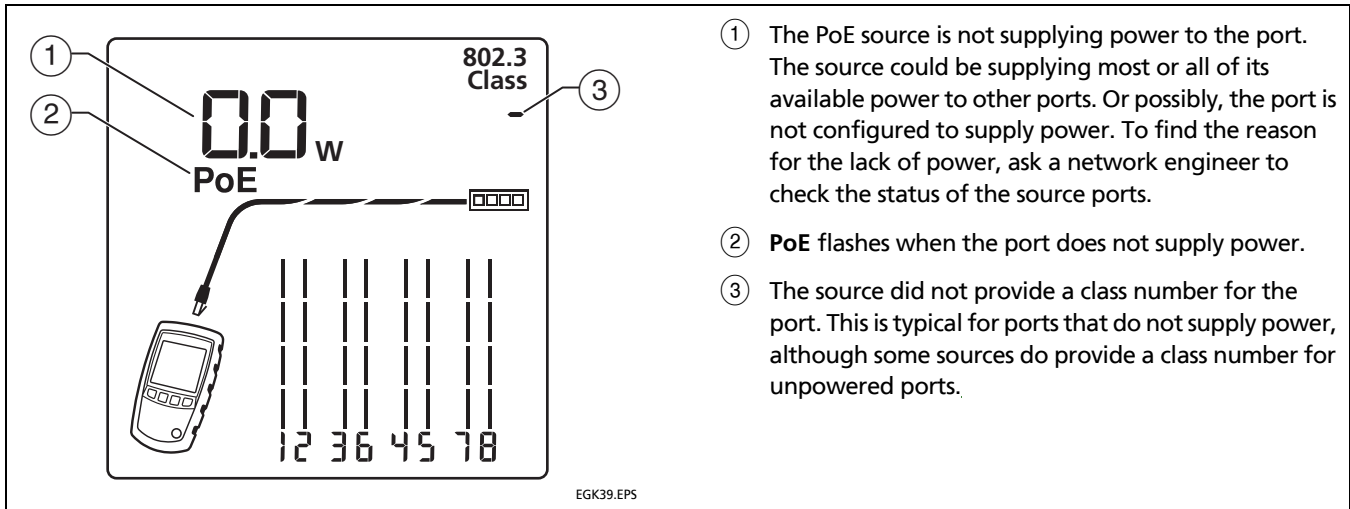 1
2
802.3
Class
-
3
0.0 W
PoE
12 36 45 78
EGK39.EPS
1 The PoE source is not supplying power to the port.
The source could be supplying most or all of its
available power to other ports. Or possibly, the port is
not configured to supply power. To find the reason
for the lack of power, ask a network engineer to
check the status of the source ports.
2 PoE flashes when the port does not supply power.
3 The source did not provide a class number for the
port. This is typical for ports that do not supply power,
although some sources do provide a class number for
unpowered ports.